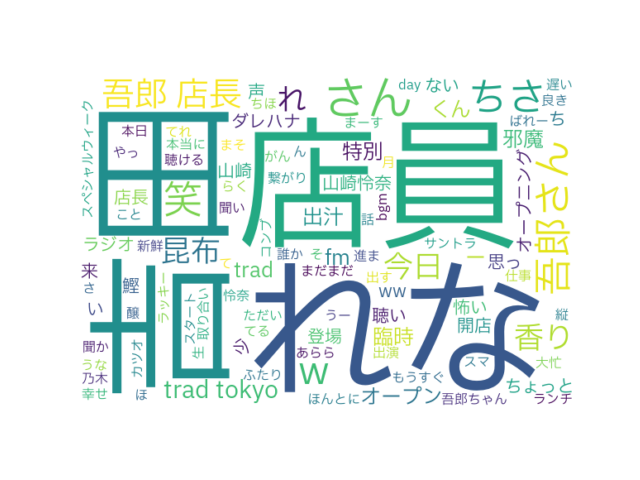 day ない 遅い
吾郎 店長 声 れ さん ちさ 良き
ちほ くん ち
スペシャルウィーク ダレハナ まーす ぱれーぢ
本日 てれ まそ 特別 邪魔 オープニング
やっ 本当に 聴ける 田 店員 吾郎さん
山崎 がん ん 山崎怜奈 月
店長 笑 らく 繋がり
こと 聞い 出汁 話 bgm
ラジオ 新鮮 昆布 コンブ 誰か そ fm 進ま サントラ ー 思っ
来 て trad まだまだ 今日 仕事
さ 鰹 ラッキー 怜奈 出す ww
い 醸 スタート 取り合い ただい うー 聴い 怖い 縦
聞か カツオ 生 少 てる 登場 臨時 開店 香り
れな
うな あらら 出演 スマ 大忙
乃木 w もうすぐ ちょっと
幸せ ほ trad tokyo ふたり ほんとに オープン 吾郎ちゃん ランチ